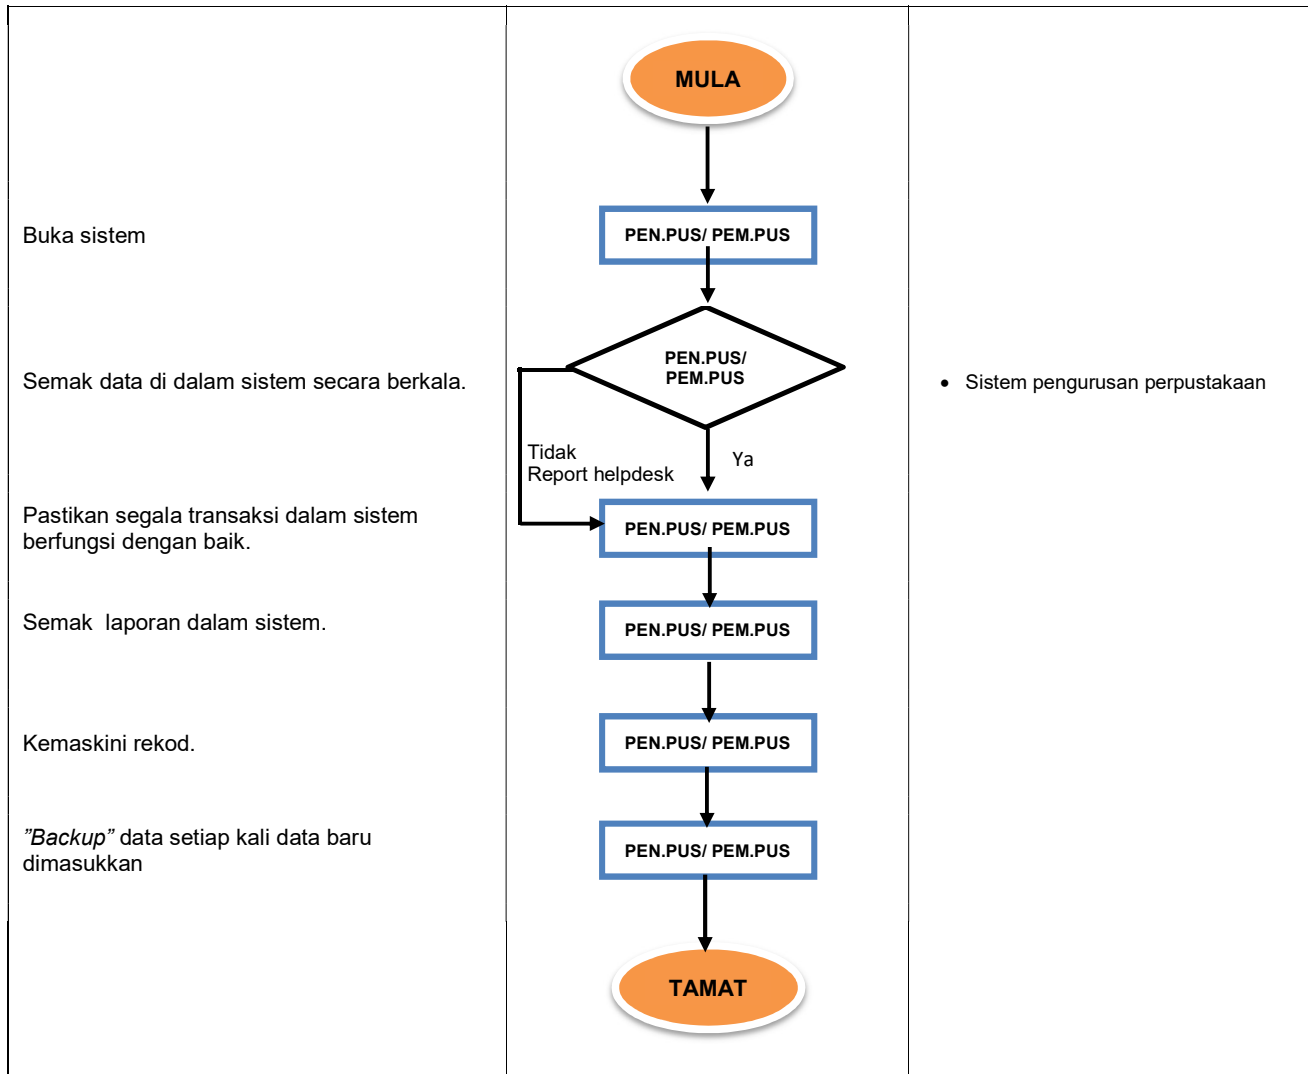 MULA
Buka sistem
PEN.PUS/ PEM.PUS
Semak data di dalam sistem secara berkala.
PEN.PUS/
PEM.PUS
• Sistem pengurusan perpustakaan
Tidak
Report helpdesk
Ya
Pastikan segala transaksi dalam sistem
berfungsi dengan baik.
PEN.PUS/ PEM.PUS
Semak  laporan dalam sistem.
PEN.PUS/ PEM.PUS
Kemaskini rekod.
PEN.PUS/ PEM.PUS
”Backup” data setiap kali data baru
dimasukkan
PEN.PUS/ PEM.PUS
TAMAT